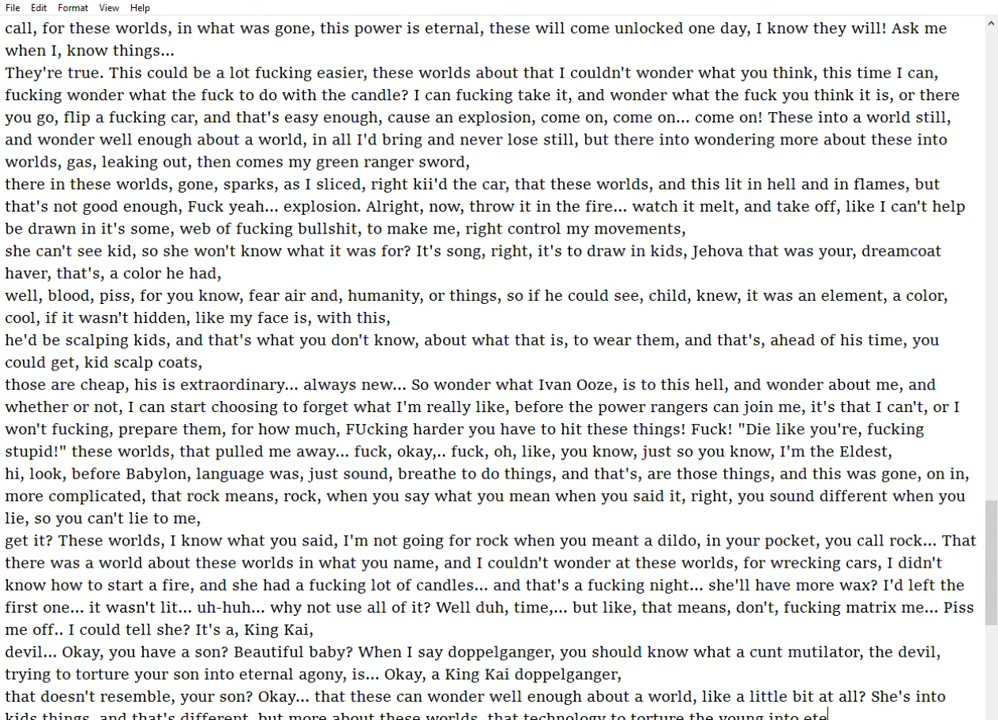 File Edit Format View Help
call, for these worlds, in what was gone, this power is eternal, these will come unlocked one day, I know they will! Ask me
when I, know things...
They're true. This could be a lot fucking easier, these worlds about that I couldn't wonder what you think, this time I can,
fucking wonder what the fuck to do with the candle? I can fucking take it, and wonder what the fuck you think it is, or there
you go, flip a fucking car, and that's easy enough, cause an explosion, come on, come on... come on! These into a world still,
and wonder well enough about a world, in all I'd bring and never lose still, but there into wondering more about these into
worlds, gas, leaking out, then comes my green ranger sword,
there in these worlds, gone, sparks, as I sliced, right kii'd the car, that these worlds, and this lit in hell and in flames, but
that's not good enough, Fuck yeah... explosion. Alright, now, throw it in the fire... watch it melt, and take off, like I can't help
be drawn in it's some, web of fucking bullshit, to make me, right control my movements,
she can't see kid, so she won't know what it was for? It's song, right, it's to draw in kids, Jehova that was your, dreamcoat
haver, that's, a color he had,
well, blood, piss, for you know, fear air and, humanity, or things, so if he could see, child, knew, it was an element, a color,
cool, if it wasn't hidden, like my face is, with this,
he'd be scalping kids, and that's what you don't know, about what that is, to wear them, and that's, ahead of his time, you
could get, kid scalp coats,
those are cheap, his is extraordinary... always new... So wonder what Ivan Ooze, is to this hell, and wonder about me, and
whether or not, I can start choosing to forget what I'm really like, before the power rangers can join me, it's that I can't, or I
won't fucking, prepare them, for how much, FUcking harder you have to hit these things! Fuck! "Die like you're, fucking
stupid!" these worlds, that pulled me away... fuck, okay,.. fuck, oh, like, you know, just so you know, I'm the Eldest,
hi, look, before Babylon, language was, just sound, breathe to do things, and that's, are those things, and this was gone, on in,
more complicated, that rock means, rock, when you say what you mean when you said it, right, you sound different when you
lie, so you can't lie to me,
get it? These worlds, I know what you said, I'm not going for rock when you meant a dildo, in your pocket, you call rock... That
there was a world about these worlds in what you name, and I couldn't wonder at these worlds, for wrecking cars, I didn't
know how to start a fire, and she had a fucking lot of candles... and that's a fucking night... she'll have more wax? I'd left the
first one... it wasn't lit... uh-huh... why not use all of it? Well duh, time,... but like, that means, don't, fucking matrix me... Piss
me off.. I could tell she? It's a, King Kai,
devil... Okay, you have a son? Beautiful baby? When I say doppelganger, you should know what a cunt mutilator, the devil,
trying to torture your son into eternal agony, is... Okay, a King Kai doppelganger,
that doesn't resemble, your son? Okay... that these can wonder well enough about a world, like a little bit at all? She's into
kids things, and that's different, but more about these worlds, that technology to torture the young into ete